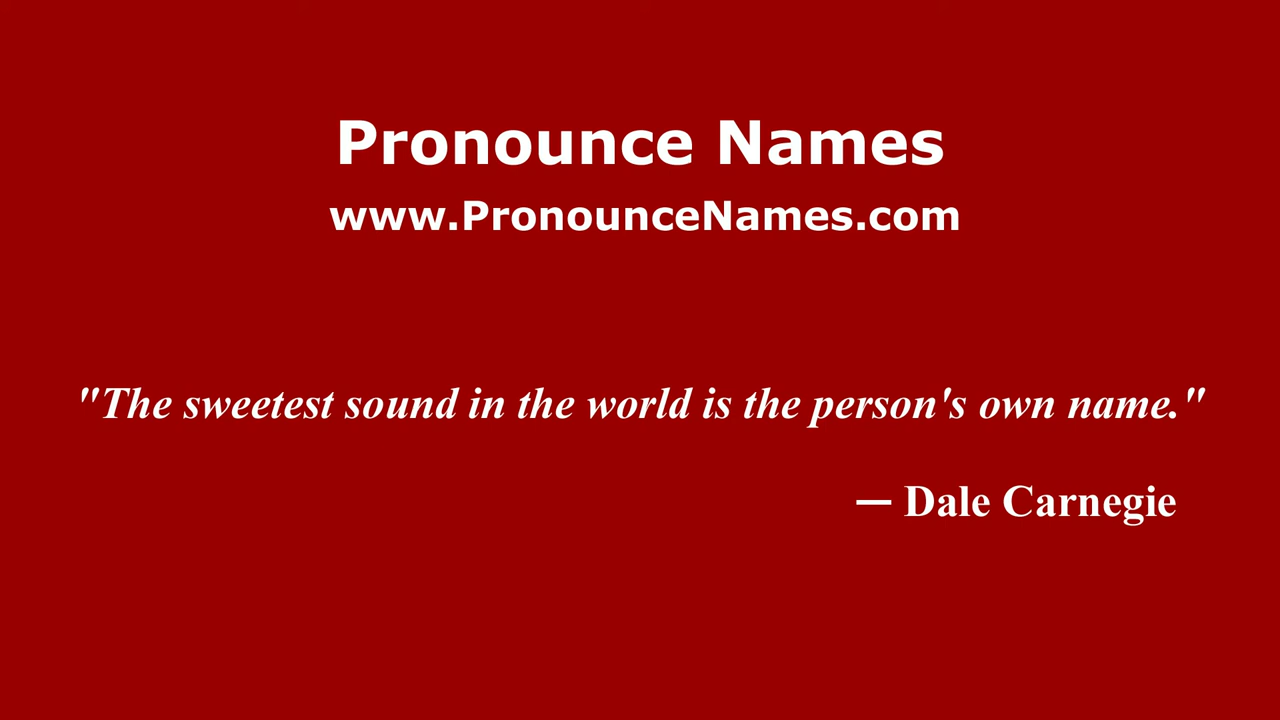 Pronounce Names
www.PronounceNames.com
"The sweetest sound in the world is the person's own name."
— Dale Carnegie